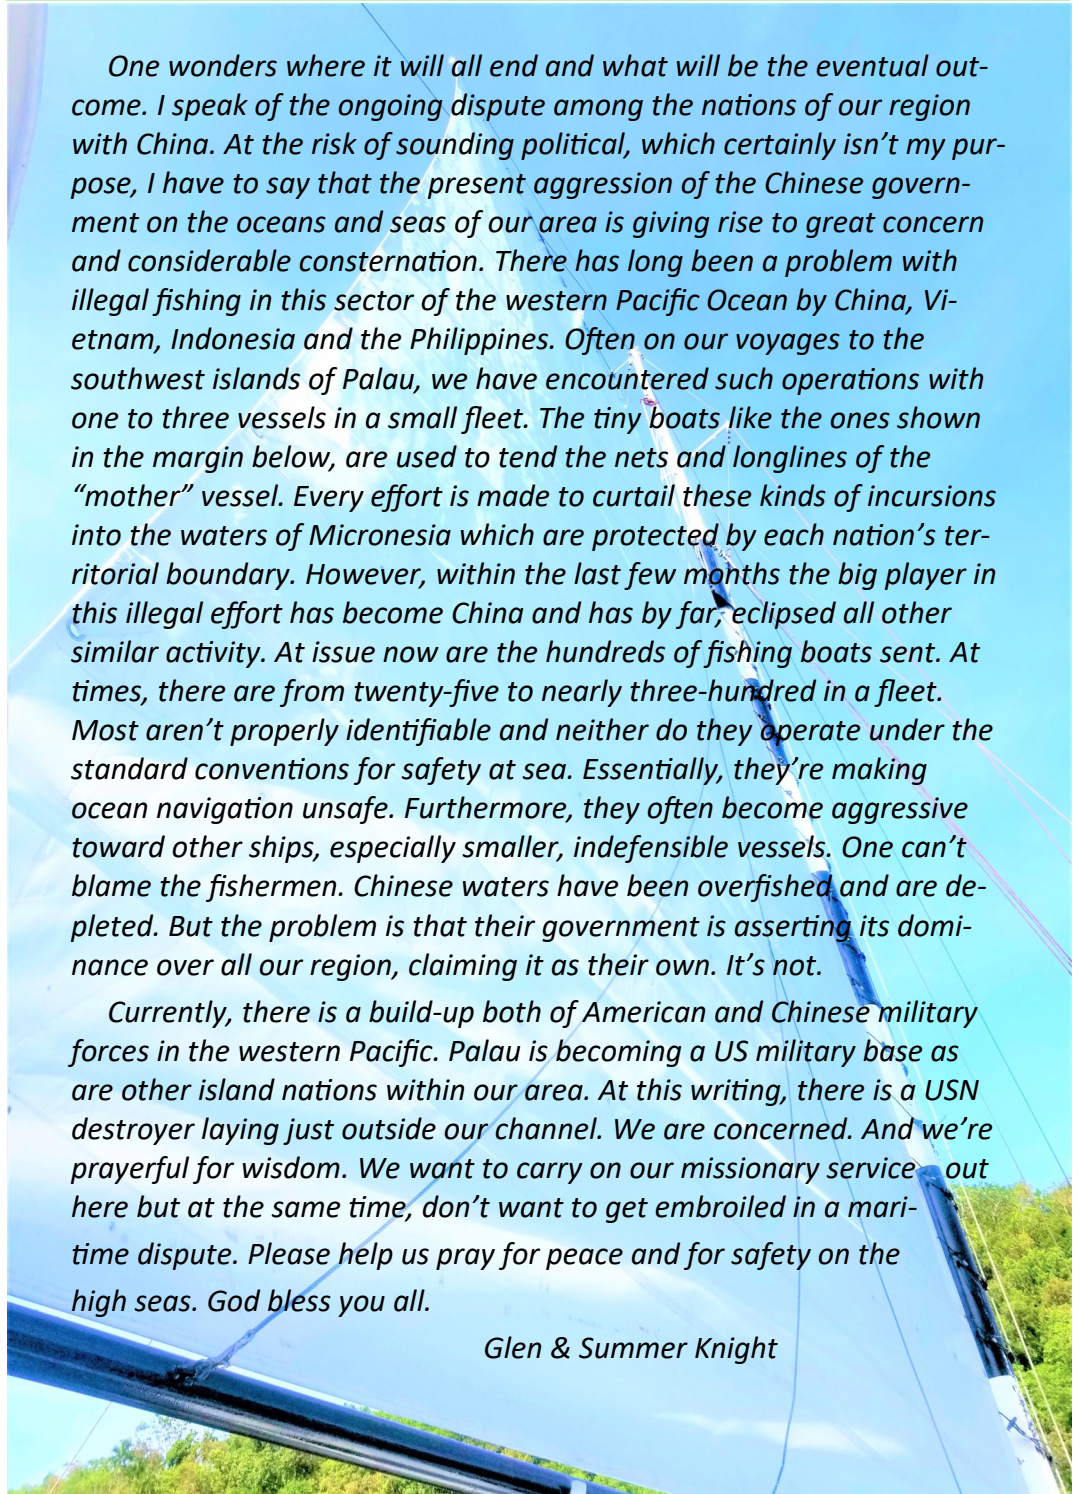 One wonders where it will all end and what will be the eventual out-
come. I speak of the ongoing dispute among the nations of our region
with China. At the risk of sounding political, which certainly isn’t my pur-
pose, I have to say that the present aggression of the Chinese govern-
ment on the oceans and seas of our area is giving rise to great concern
and considerable consternation. There has long been a problem with
illegal fishing in this sector of the western Pacific Ocean by China, Vi-
etnam, Indonesia and the Philippines. Often on our voyages to the
southwest islands of Palau, we have encountered such operations with
one to three vessels in a small fleet. The tiny boats like the ones shown
in the margin below, are used to tend the nets and longlines of the
“mother” vessel. Every effort is made to curtail these kinds of incursions
into the waters of Micronesia which are protected by each nation’s ter-
ritorial boundary. However, within the last few months the big player in
this illegal effort has become China and has by far, eclipsed all other
similar activity. At issue now are the hundreds of fishing boats sent. At
times, there are from twenty-five to nearly three-hundred in a fleet.
Most aren’t properly identifiable and neither do they operate under the
standard conventions for safety at sea. Essentially, they’re making
ocean navigation unsafe. Furthermore, they often become aggressive
toward other ships, especially smaller, indefensible vessels. One can’t
blame the fishermen. Chinese waters have been overfished and are de-
pleted. But the problem is that their government is asserting its domi-
nance over all our region, claiming it as their own. It’s not.
Currently, there is a build-up both of American and Chinese military
forces in the western Pacific. Palau is becoming a US military base as
are other island nations within our area. At this writing, there is a USN
destroyer laying just outside our channel. We are concerned. And we’re
prayerful for wisdom. We want to carry on our missionary service out
here but at the same time, don’t want to get embroiled in a mari-
time dispute. Please help us pray for peace and for safety on the
high seas. God bless you all.
Glen & Summer Knight